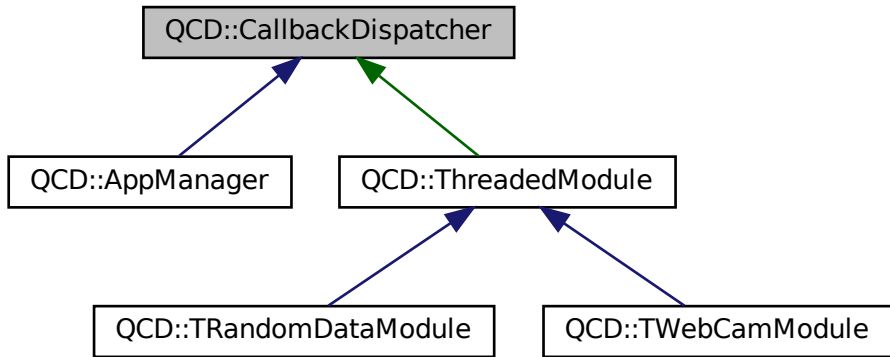 QCD::CallbackDispatcher
QCD::AppManager
QCD::ThreadedModule
QCD::TRandomDataModule
QCD::TWebCamModule